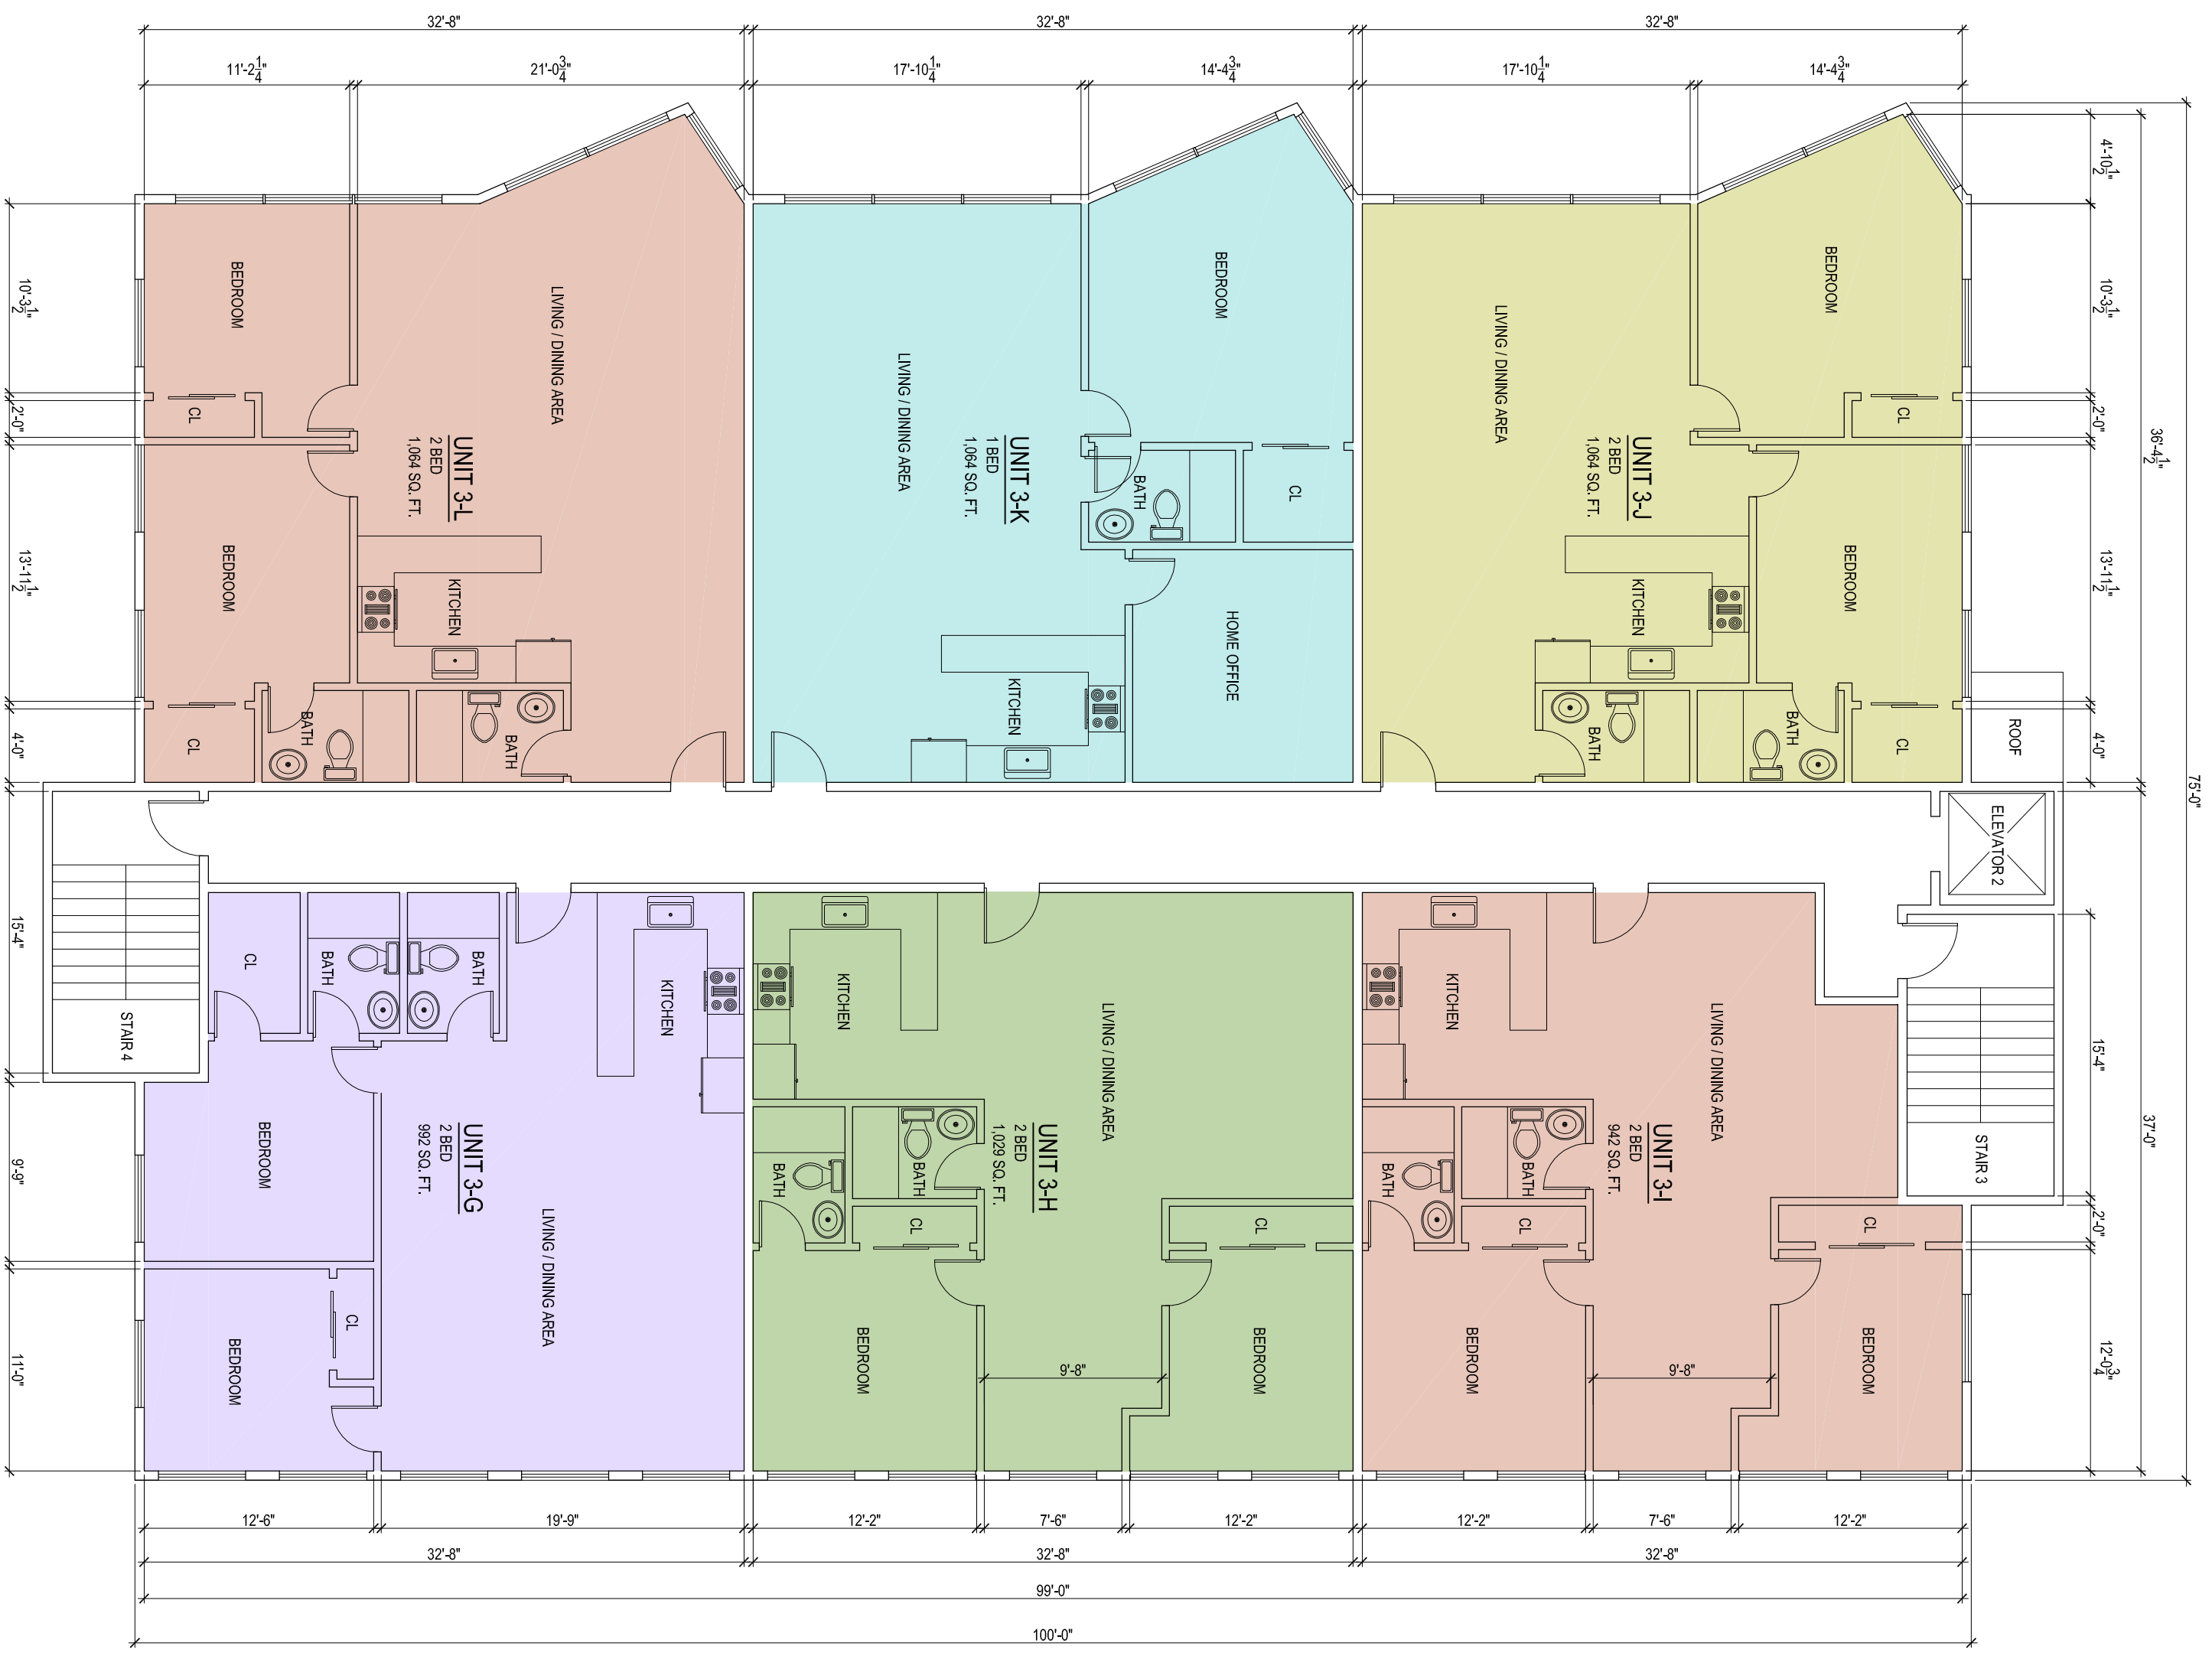 32'-8"
32'-8"
32'-8"
11'-2 1/4"
21'-0 3/4"
17'-10 1/4"
14'-4 3/4"
17'-10 1/4"
14'-4 3/4"
4'-10 1/2"
10'-3 1/2"
2'-0"
13'-11 1/2"
4'-0"
36'-4 1/2"
75'-0"
10'-3 1/2"
2'-0"
13'-11 1/2"
4'-0"
BEDROOM
CL
BEDROOM
CL
BATH
BATH
KITCHEN
LIVING / DINING AREA
UNIT 3-L
2 BED
1,064 SQ. FT.
LIVING / DINING AREA
UNIT 3-K
1 BED
1,064 SQ. FT.
BEDROOM
BATH
CL
HOME OFFICE
KITCHEN
LIVING / DINING AREA
UNIT 3-J
2 BED
1,064 SQ. FT.
BEDROOM
CL
BEDROOM
KITCHEN
BATH
BATH
CL
ROOF
ELEVATOR 2
15'-4"
9'-9"
11'-0"
STAIR 4
CL
BATH
BATH
KITCHEN
BEDROOM
UNIT 3-G
2 BED
992 SQ. FT.
LIVING / DINING AREA
BEDROOM
CL
KITCHEN
LIVING / DINING AREA
UNIT 3-H
2 BED
1,029 SQ. FT.
BATH
BATH
CL
CL
BEDROOM
9'-8"
BEDROOM
KITCHEN
LIVING / DINING AREA
UNIT 3-I
2 BED
942 SQ. FT.
BATH
BATH
CL
CL
BEDROOM
9'-8"
BEDROOM
STAIR 3
15'-4"
2'-0"
12'-0 3/4"
37'-0"
12'-6"
19'-9"
12'-2"
7'-6"
12'-2"
12'-2"
7'-6"
12'-2"
32'-8"
32'-8"
32'-8"
99'-0"
100'-0"